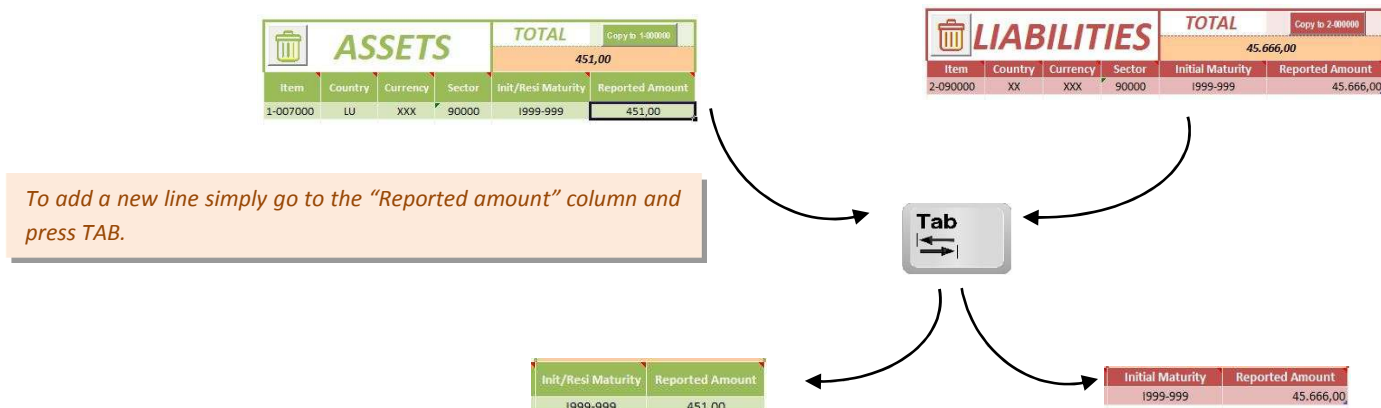 ASSETS
TOTAL
Copy to 1-000000
451,00
Item Country Currency Sector Init/Resi Maturity Reported Amount
1-007000 LU XXX 90000 I999-999 451,00
LIABILITIES
TOTAL
Copy to 2-000000
45.666,00
Item Country Currency Sector Initial Maturity Reported Amount
2-090000 XX XXX 90000 I999-999 45.666,00
To add a new line simply go to the “Reported amount” column and
press TAB.
Tab
Init/Resi Maturity Reported Amount
I999-999 451,00
Initial Maturity Reported Amount
I999-999 45.666,00